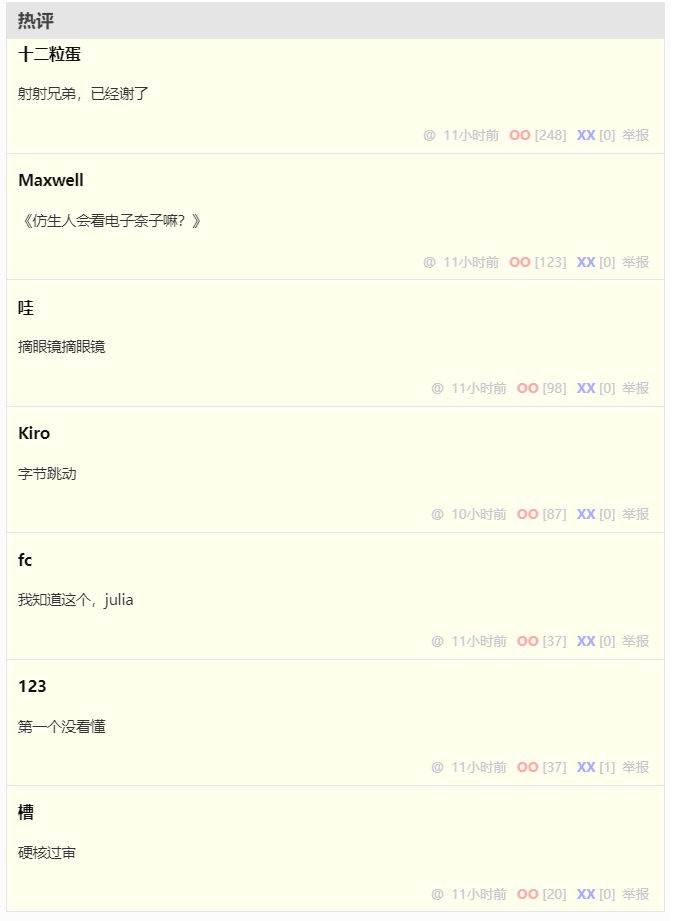 热评
十二粒蛋
射射兄弟，已经谢了
@ 11小时前 OO [248] XX [0] 举报
Maxwell
《仿生人会看电子奈子嘛？》
@ 11小时前 OO [123] XX [0] 举报
哇
摘眼镜摘眼镜
@ 11小时前 OO [98] XX [0] 举报
Kiro
字节跳动
@ 10小时前 OO [87] XX [0] 举报
fc
我知道这个，julia
@ 11小时前 OO [37] XX [0] 举报
123
第一个没看懂
@ 11小时前 OO [37] XX [1] 举报
槽
硬核过审
@ 11小时前 OO [20] XX [0] 举报